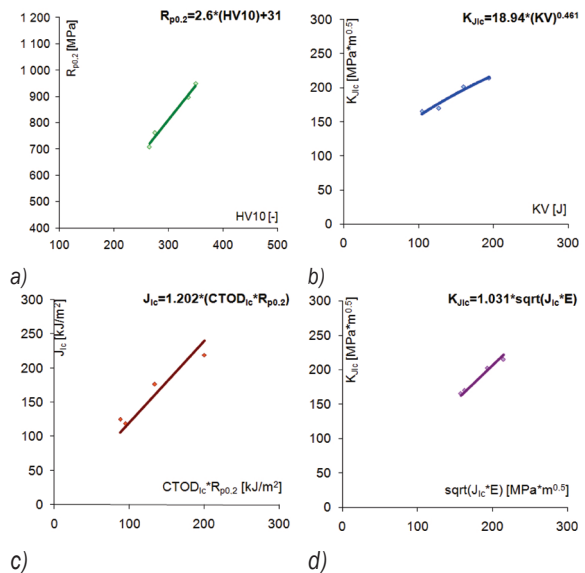 R_p0.2=2.6*(HV10)+31
R_p0.2 [MPa]
1 200
1 100
1 000
900
800
700
600
500
400
100
200
300
400
500
HV10 [-]
a)
K_JIc=18.94*(KV)^0.461
K_JIc [MPa*m^0.5]
300
250
200
150
100
50
0
0
100
200
300
KV [J]
b)
J_Ic=1.202*(CTOD_Ic*R_p0.2)
J_Ic [kJ/m²]
300
250
200
150
100
50
0
0
100
200
300
CTOD_Ic*R_p0.2 [kJ/m²]
c)
K_JIc=1.031*sqrt(J_Ic*E)
K_JIc [MPa*m^0.5]
300
250
200
150
100
50
0
0
100
200
300
sqrt(J_Ic*E) [MPa*m^0.5]
d)